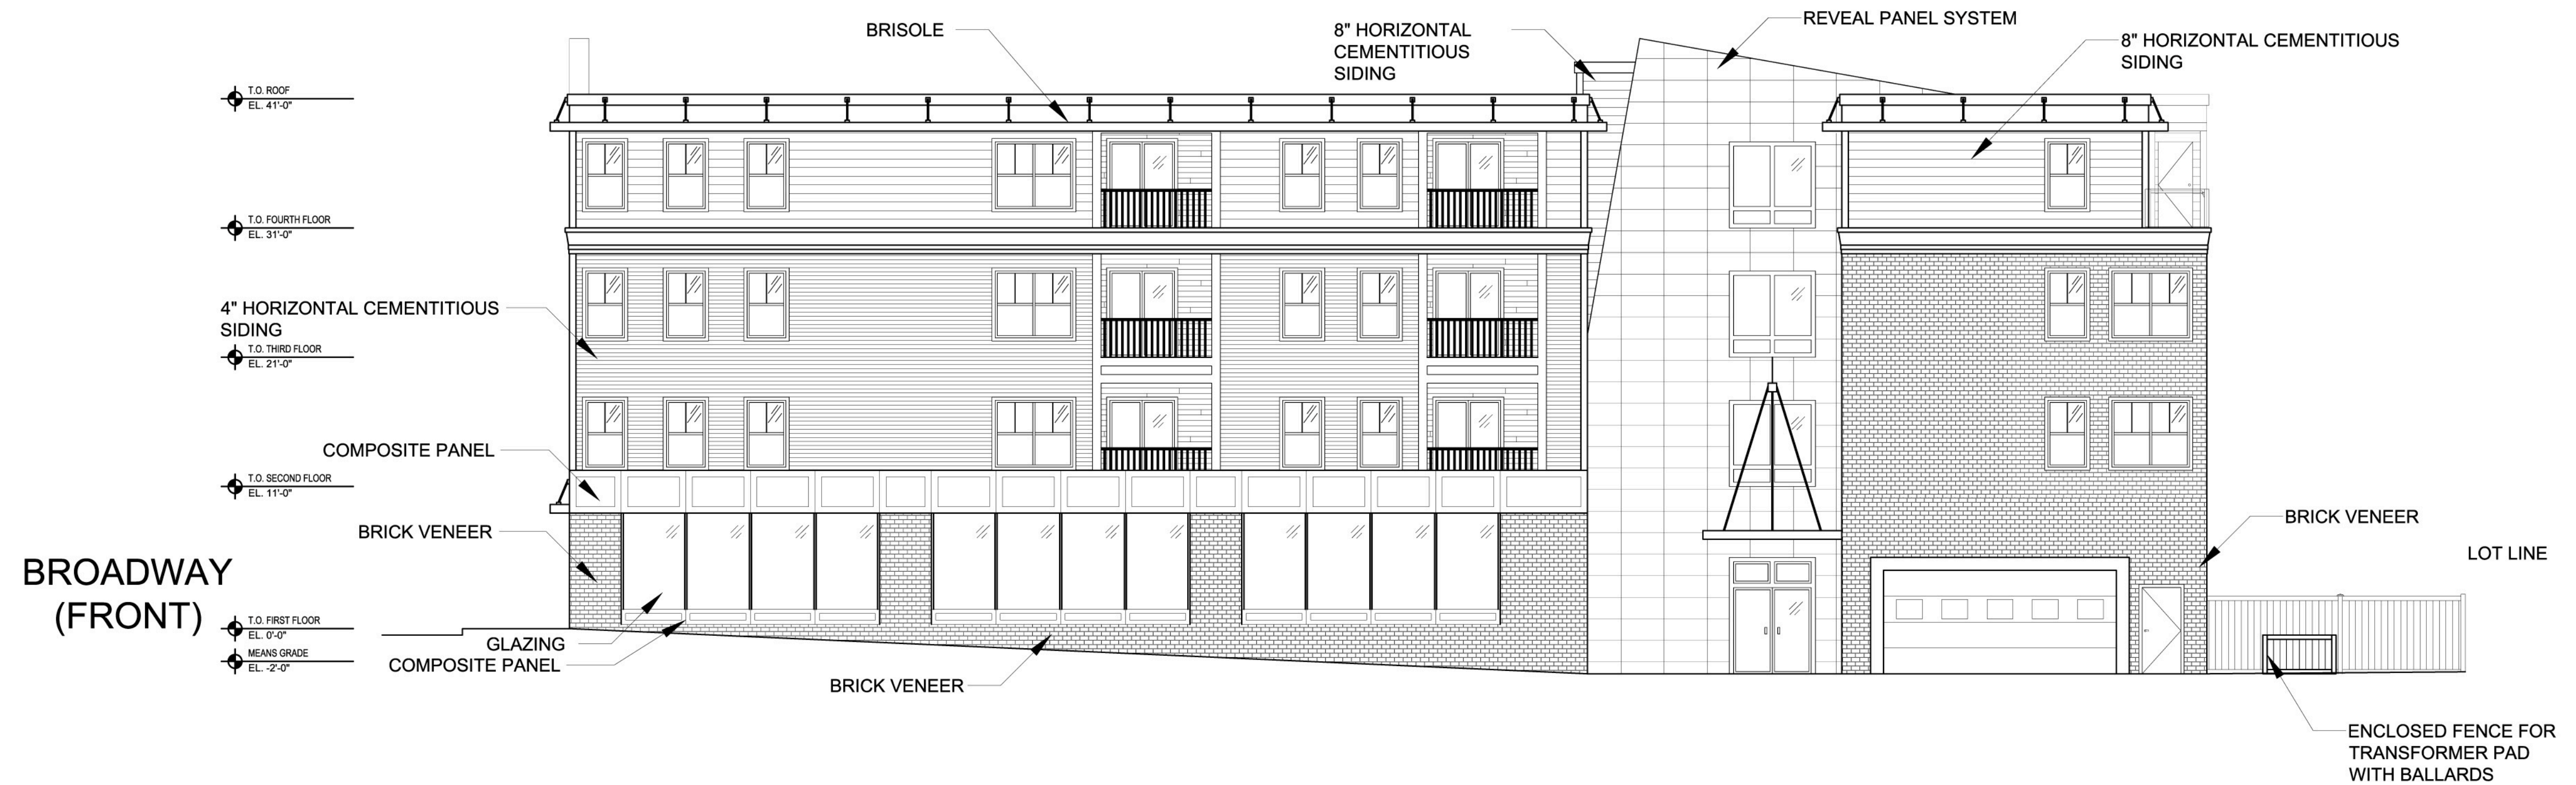 BRISOLE
8" HORIZONTAL
CEMENTITIOUS
SIDING
REVEAL PANEL SYSTEM
8" HORIZONTAL CEMENTITIOUS
SIDING
T.O. ROOF
EL. 41'-0"
T.O. FOURTH FLOOR
EL. 31'-0"
4" HORIZONTAL CEMENTITIOUS
SIDING
T.O. THIRD FLOOR
EL. 21'-0"
COMPOSITE PANEL
T.O. SECOND FLOOR
EL. 11'-0"
BRICK VENEER
BRICK VENEER
LOT LINE
BROADWAY
(FRONT)
T.O. FIRST FLOOR
EL. 0'-0"
MEANS GRADE
EL. -2'-0"
GLAZING
COMPOSITE PANEL
BRICK VENEER
ENCLOSED FENCE FOR
TRANSFORMER PAD
WITH BALLARDS